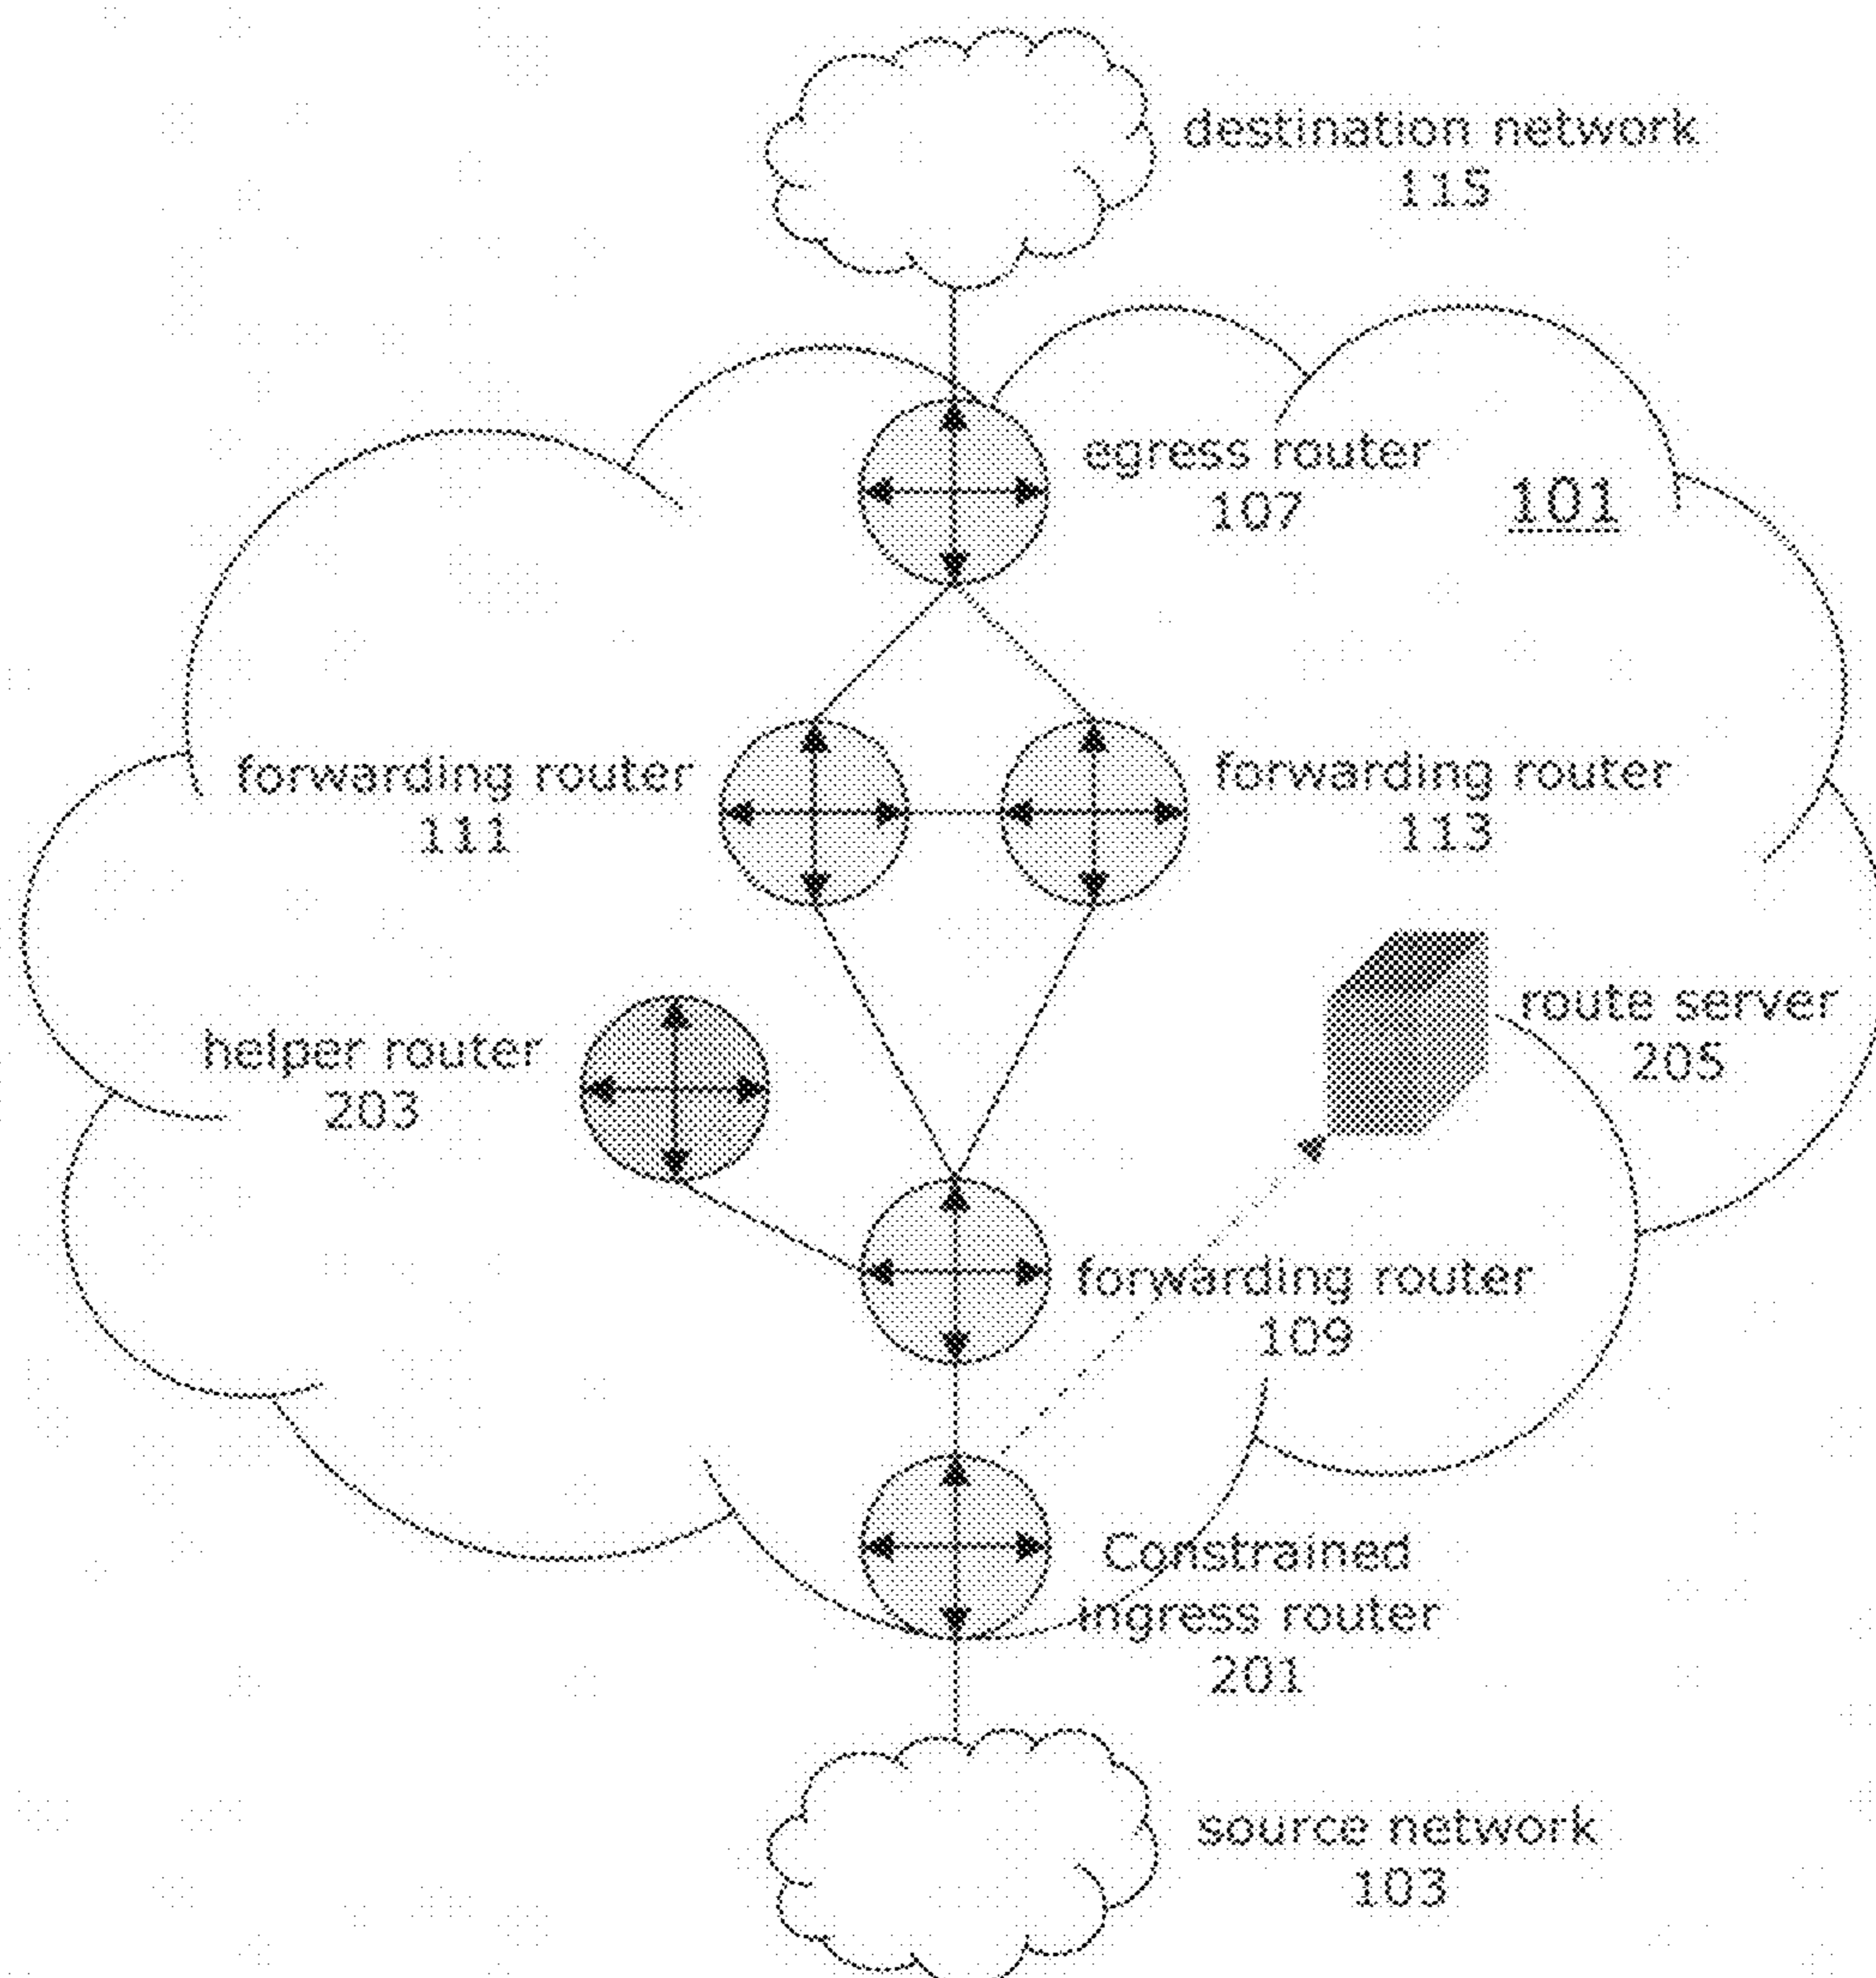 destination network
115
egress router
107
101
forwarding router
111
forwarding router
113
route server
205
helper router
203
forwarding router
109
Constrained
ingress router
201
source network
103